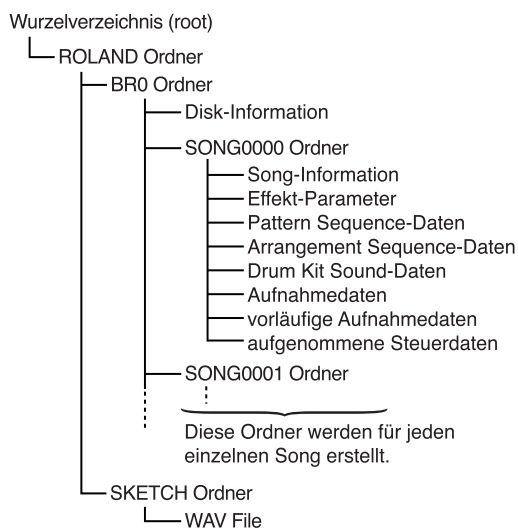 Wurzelverzeichnis (root)
ROLAND Ordner
BR0 Ordner
Disk-Information
SONG0000 Ordner
Song-Information
Effekt-Parameter
Pattern Sequence-Daten
Arrangement Sequence-Daten
Drum Kit Sound-Daten
Aufnahmedaten
vorläufige Aufnahmedaten
aufgenommene Steuerdaten
SONG0001 Ordner
Diese Ordner werden für jeden
einzelnen Song erstellt.
SKETCH Ordner
WAV File